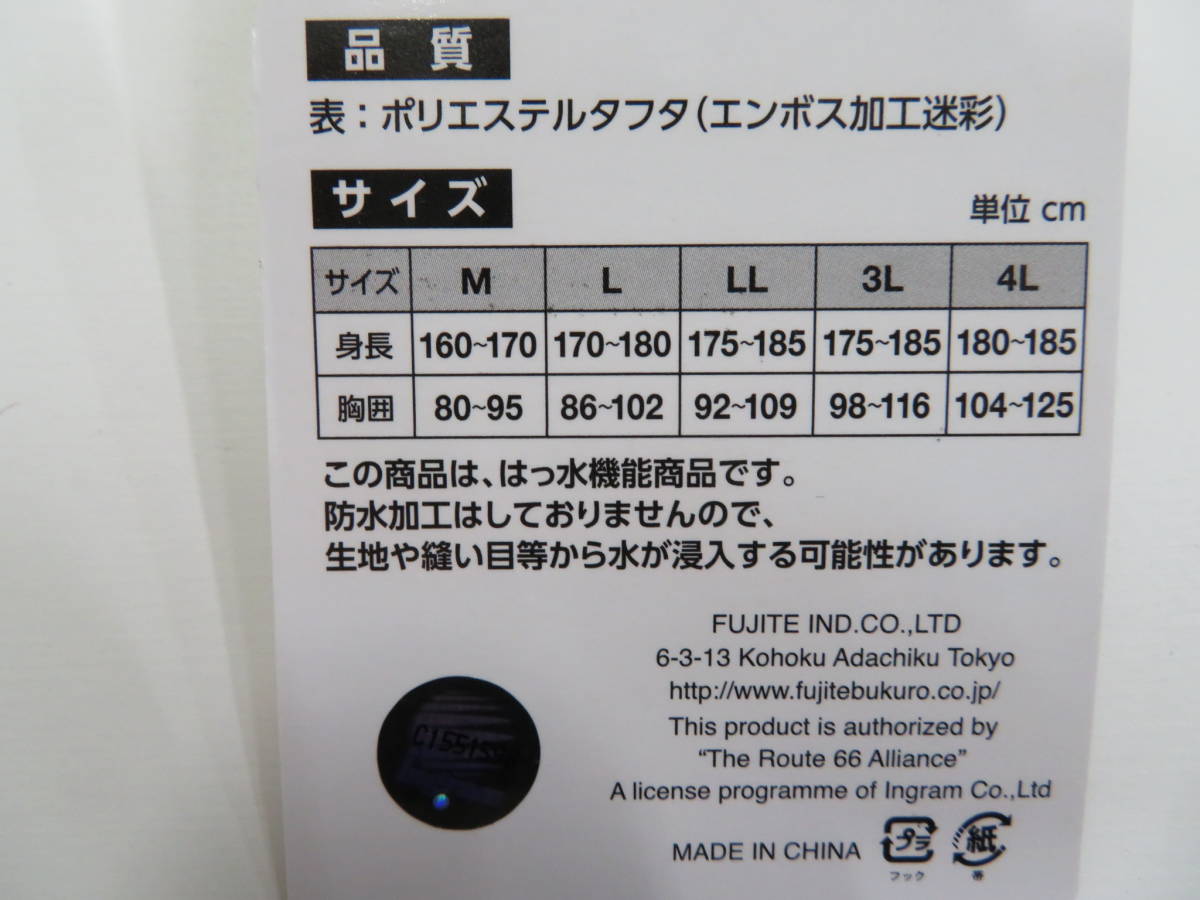 品質
表：ポリエステルタフタ(エンボス加工迷彩)
サイズ
単位 cm
サイズ M L LL 3L 4L
身長 160~170 170~180 175~185 175~185 180~185
胸囲 80~95 86~102 92~109 98~116 104~125
この商品は、はっ水機能商品です。
防水加工はしておりませんので、
生地や縫い目等から水が浸入する可能性があります。
FUJITE IND.CO.,LTD
6-3-13 Kohoku Adachiku Tokyo
http://www.fujitebukuro.co.jp/
This product is authorized by
“The Route 66 Alliance”
A license programme of Ingram Co.,Ltd
MADE IN CHINA プラ 紙
フック